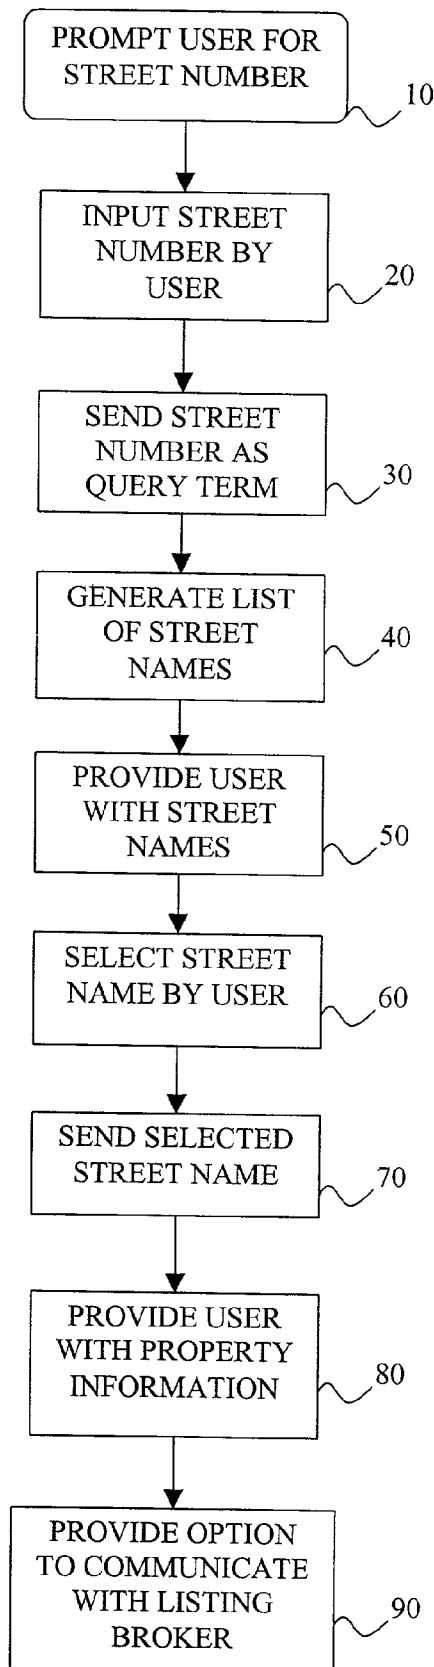 PROMPT USER FOR
STREET NUMBER
10
INPUT STREET
NUMBER BY
USER
20
SEND STREET
NUMBER AS
QUERY TERM
30
GENERATE LIST
OF STREET
NAMES
40
PROVIDE USER
WITH STREET
NAMES
50
SELECT STREET
NAME BY USER
60
SEND SELECTED
STREET NAME
70
PROVIDE USER
WITH PROPERTY
INFORMATION
80
PROVIDE OPTION
TO COMMUNICATE
WITH LISTING
BROKER
90